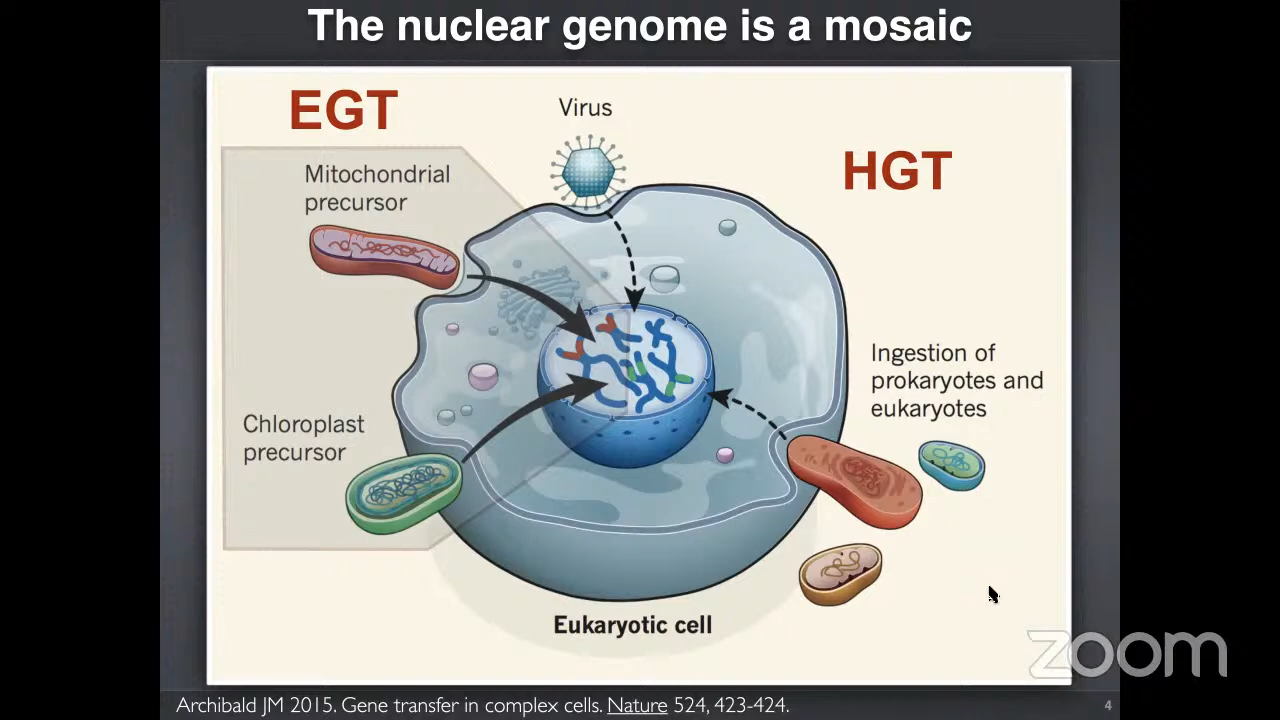 The nuclear genome is a mosaic
EGT
Virus
HGT
Mitochondrial
precursor
Ingestion of
prokaryotes and
eukaryotes
Chloroplast
precursor
Eukaryotic cell
zoom
Archibald JM 2015. Gene transfer in complex cells. Nature 524, 423-424.
4